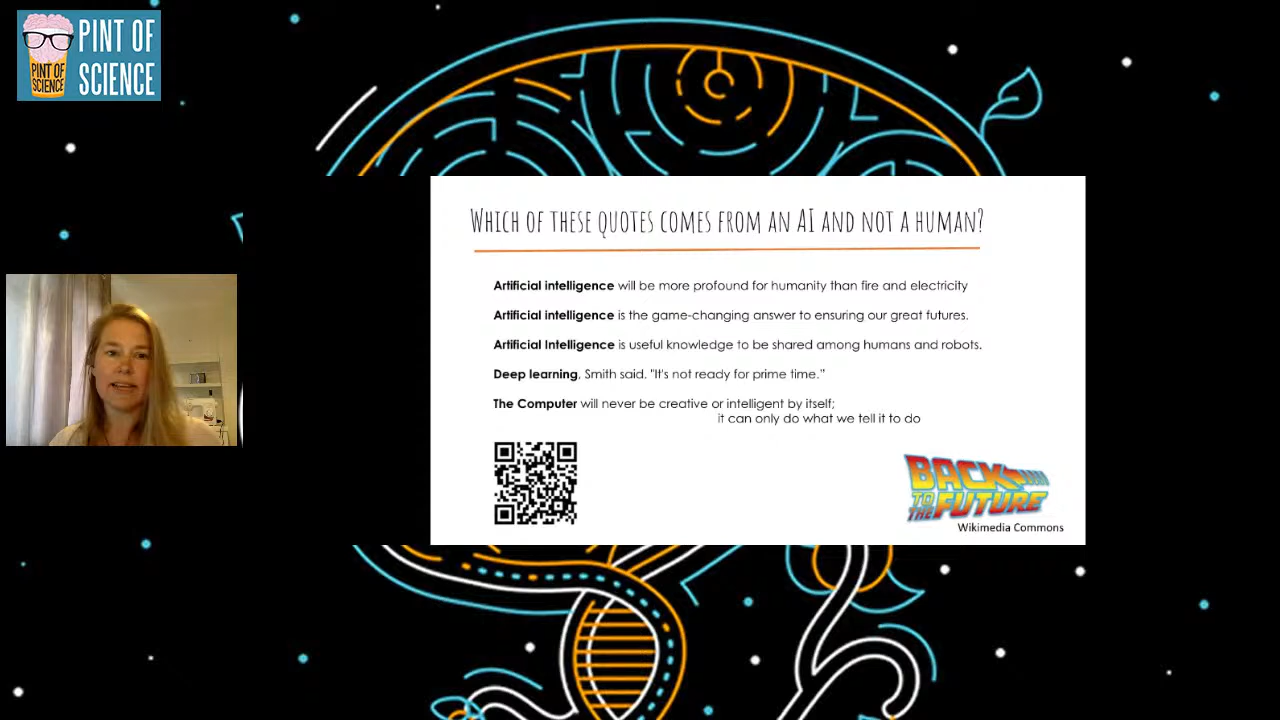 PINT OF
SCIENCE
PINT OF
SCIENCE
WHICH OF THESE QUOTES COMES FROM AN AI AND NOT A HUMAN?
Artificial intelligence will be more profound for humanity than fire and electricity
Artificial intelligence is the game-changing answer to ensuring our great futures.
Artificial Intelligence is useful knowledge to be shared among humans and robots.
Deep learning, Smith said. "It's not ready for prime time."
The Computer will never be creative or intelligent by itself;
it can only do what we tell it to do
BACK
TO THE FUTURE
Wikimedia Commons